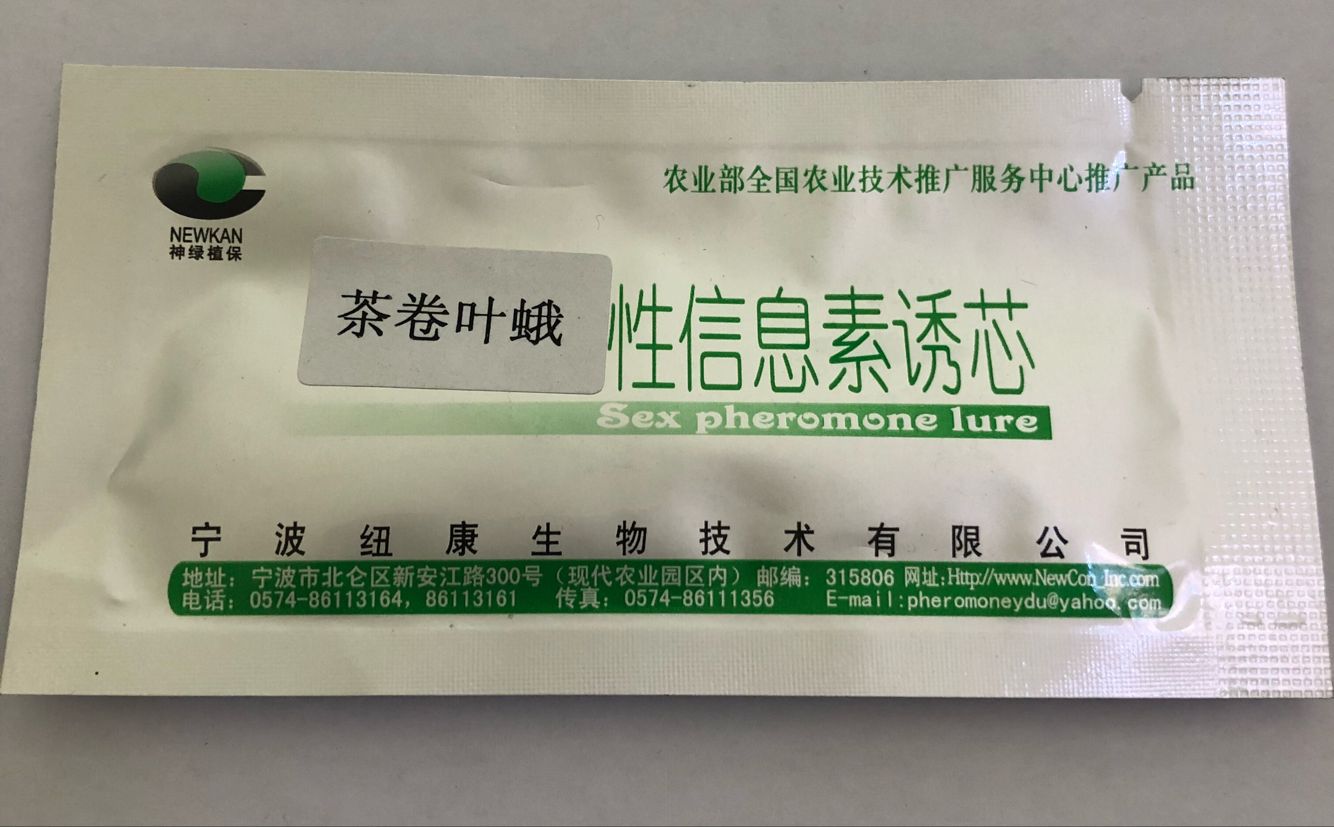 农业部全国农业技术推广服务中心推广产品
NEWKAN
神绿植保
茶卷叶蛾
性信息素诱芯
Sex pheromone lure
宁波纽康生物技术有限公司
地址：宁波市北仑区新安江路300号（现代农业园区内）邮编：315806 网址:Http://www.NewCon_Inc.com
电话：0574-86113164，86113161 传真：0574-86111356 E-mail:pheromoneydu@yahoo.com